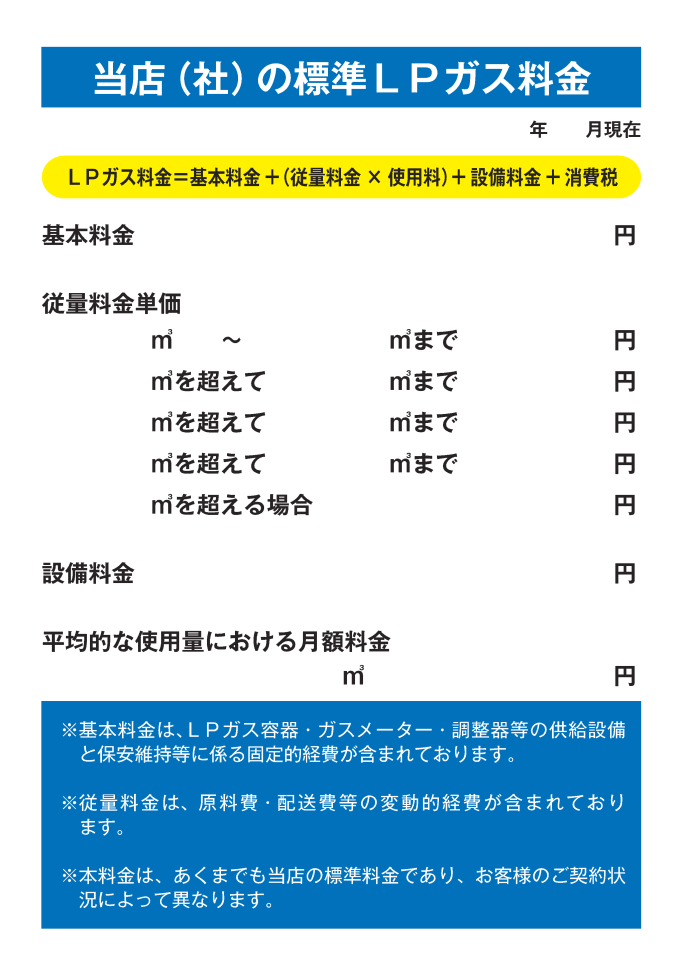 当店（社）の標準ＬＰガス料金
年　　月現在
ＬＰガス料金＝基本料金＋（従量料金×使用料）＋設備料金＋消費税
基本料金　円
従量料金単価
㎥　～　㎥まで　円
㎥を超えて　㎥まで　円
㎥を超えて　㎥まで　円
㎥を超えて　㎥まで　円
㎥を超える場合　円
設備料金　円
平均的な使用量における月額料金
㎥　円
※基本料金は、ＬＰガス容器・ガスメーター・調整器等の供給設備
と保安維持等に係る固定的経費が含まれております。
※従量料金は、原料費・配送費等の変動的経費が含まれており
ます。
※本料金は、あくまでも当店の標準料金であり、お客様のご契約状
況によって異なります。